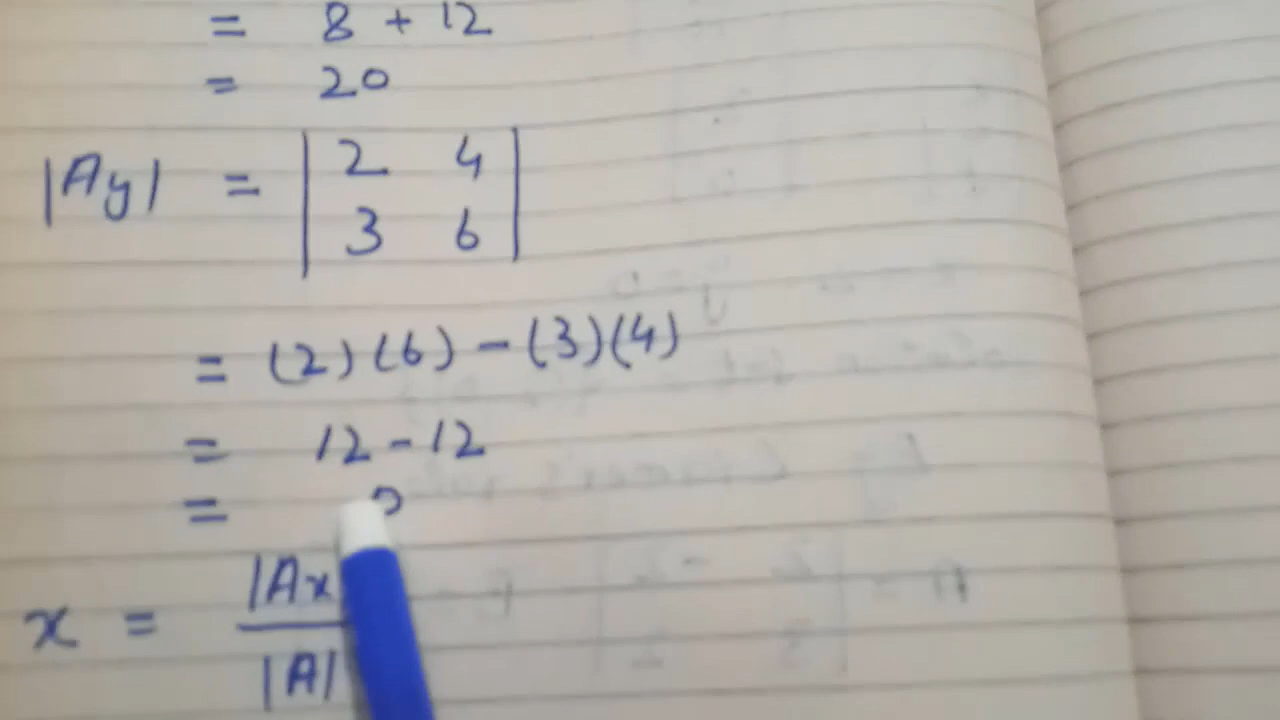 = 8 + 12
= 20
|Ay| = | 2 4 |
| 3 6 |
= (2)(6) - (3)(4)
= 12 - 12
=
x = |Ax
|A|